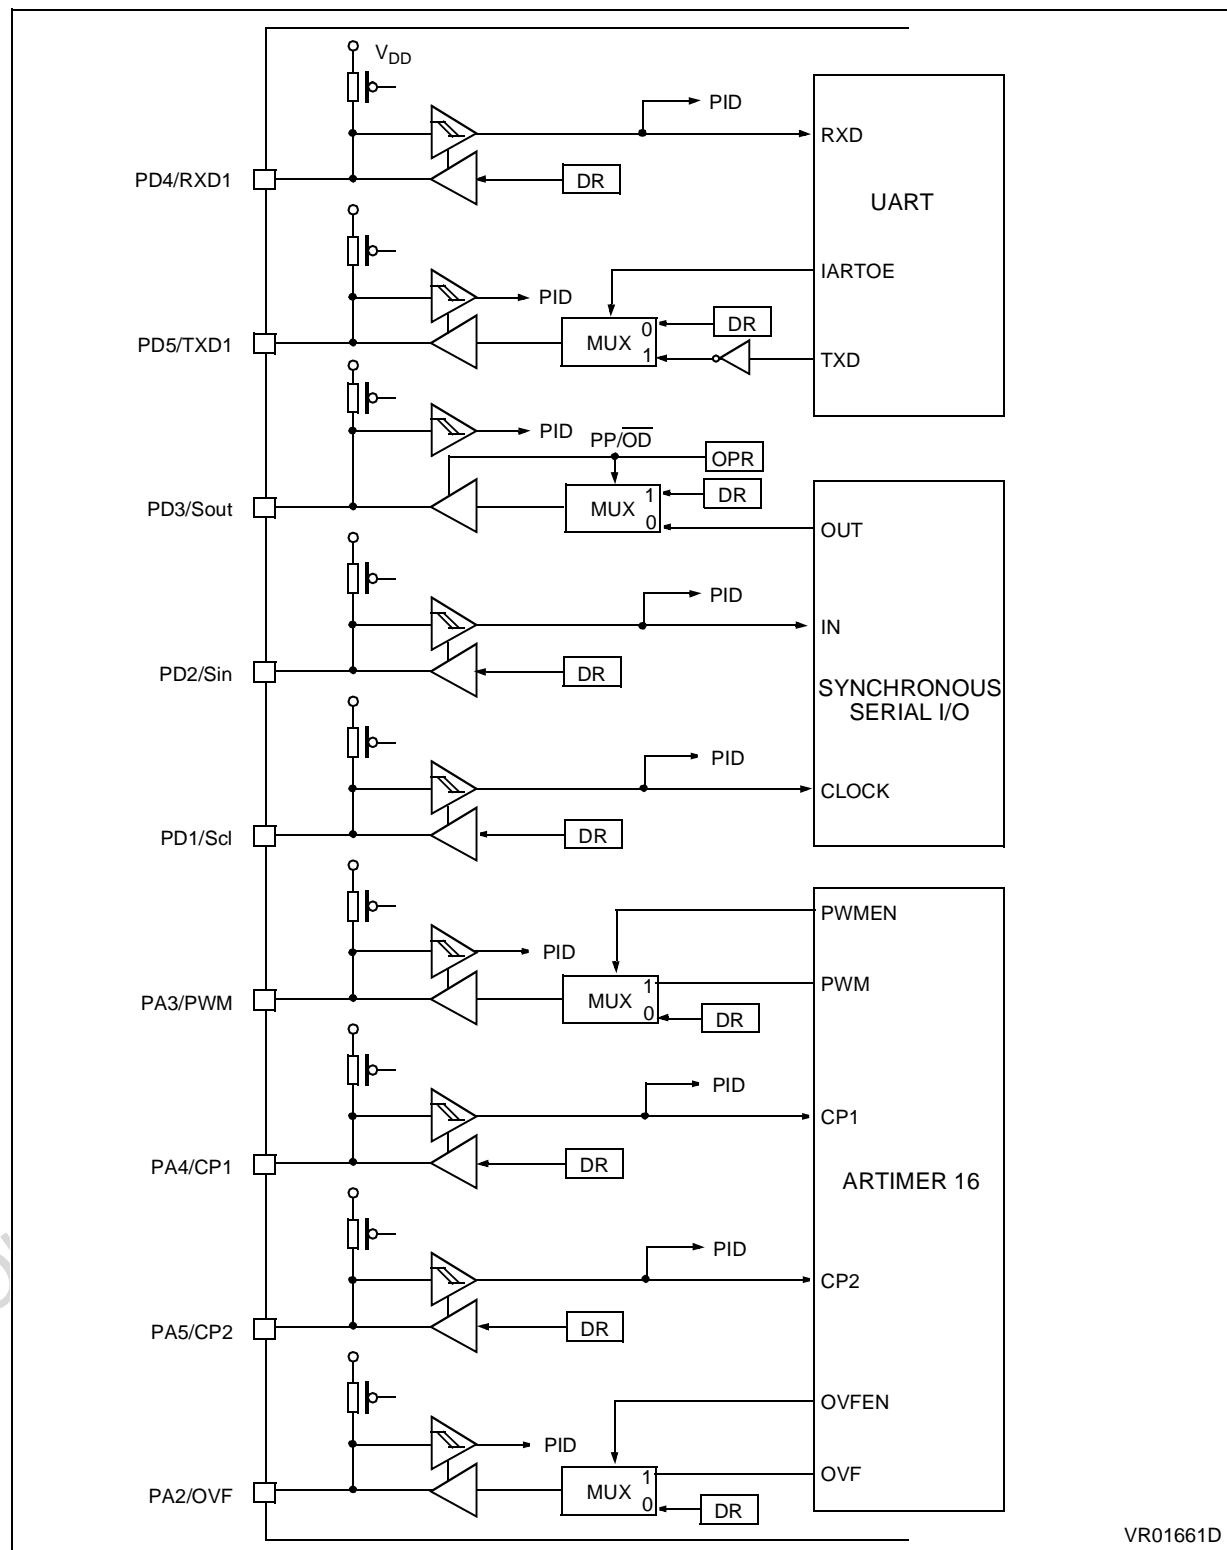 VDD
PID
RXD
PD4/RXD1
DR
UART
IARTOE
PID
DR
0
PD5/TXD1
MUX
1
TXD
PID
PP/OD
OPR
1
DR
PD3/Sout
MUX
0
OUT
PID
IN
PD2/Sin
DR
SYNCHRONOUS
SERIAL I/O
PID
CLOCK
PD1/Scl
DR
PWMEN
PID
1
PWM
PA3/PWM
MUX
0
DR
PID
CP1
PA4/CP1
DR
ARTIMER 16
PID
CP2
PA5/CP2
DR
OVFEN
PID
1
OVF
PA2/OVF
MUX
0
DR
VR01661D